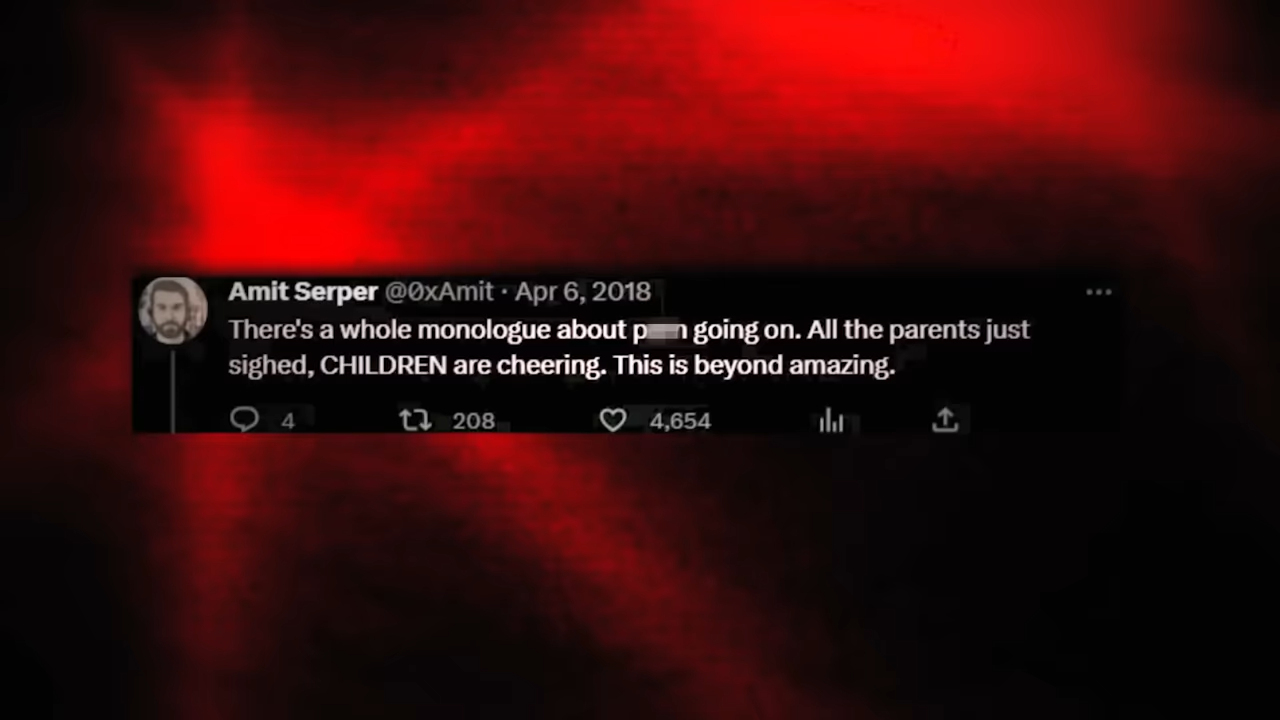 Amit Serper @0xAmit · Apr 6, 2018
There's a whole monologue about p n going on. All the parents just
sighed, CHILDREN are cheering. This is beyond amazing.
4 208 4,654